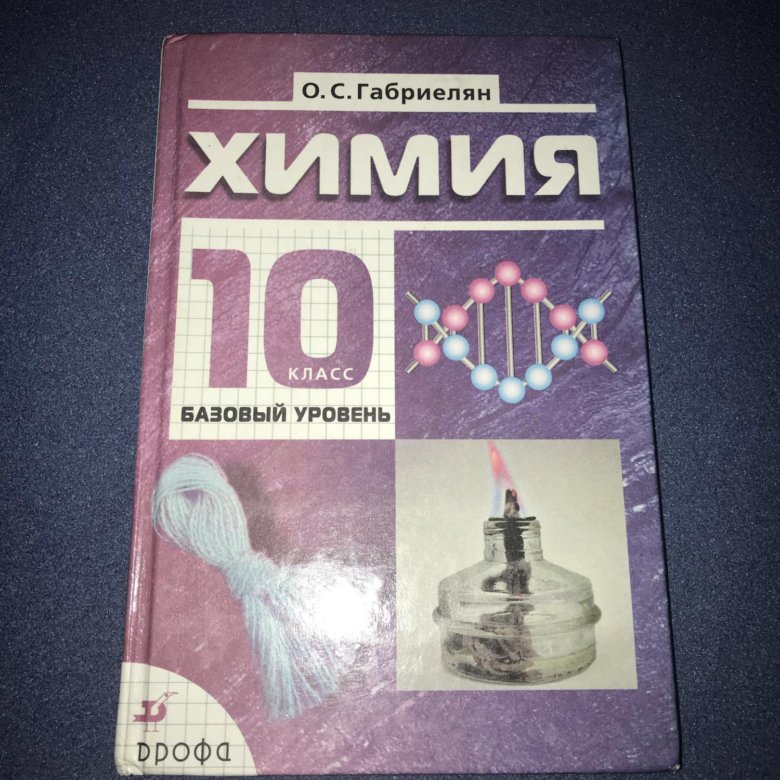 О. С. Габриелян
ХИМИЯ
10
КЛАСС
БАЗОВЫЙ УРОВЕНЬ
дрофа